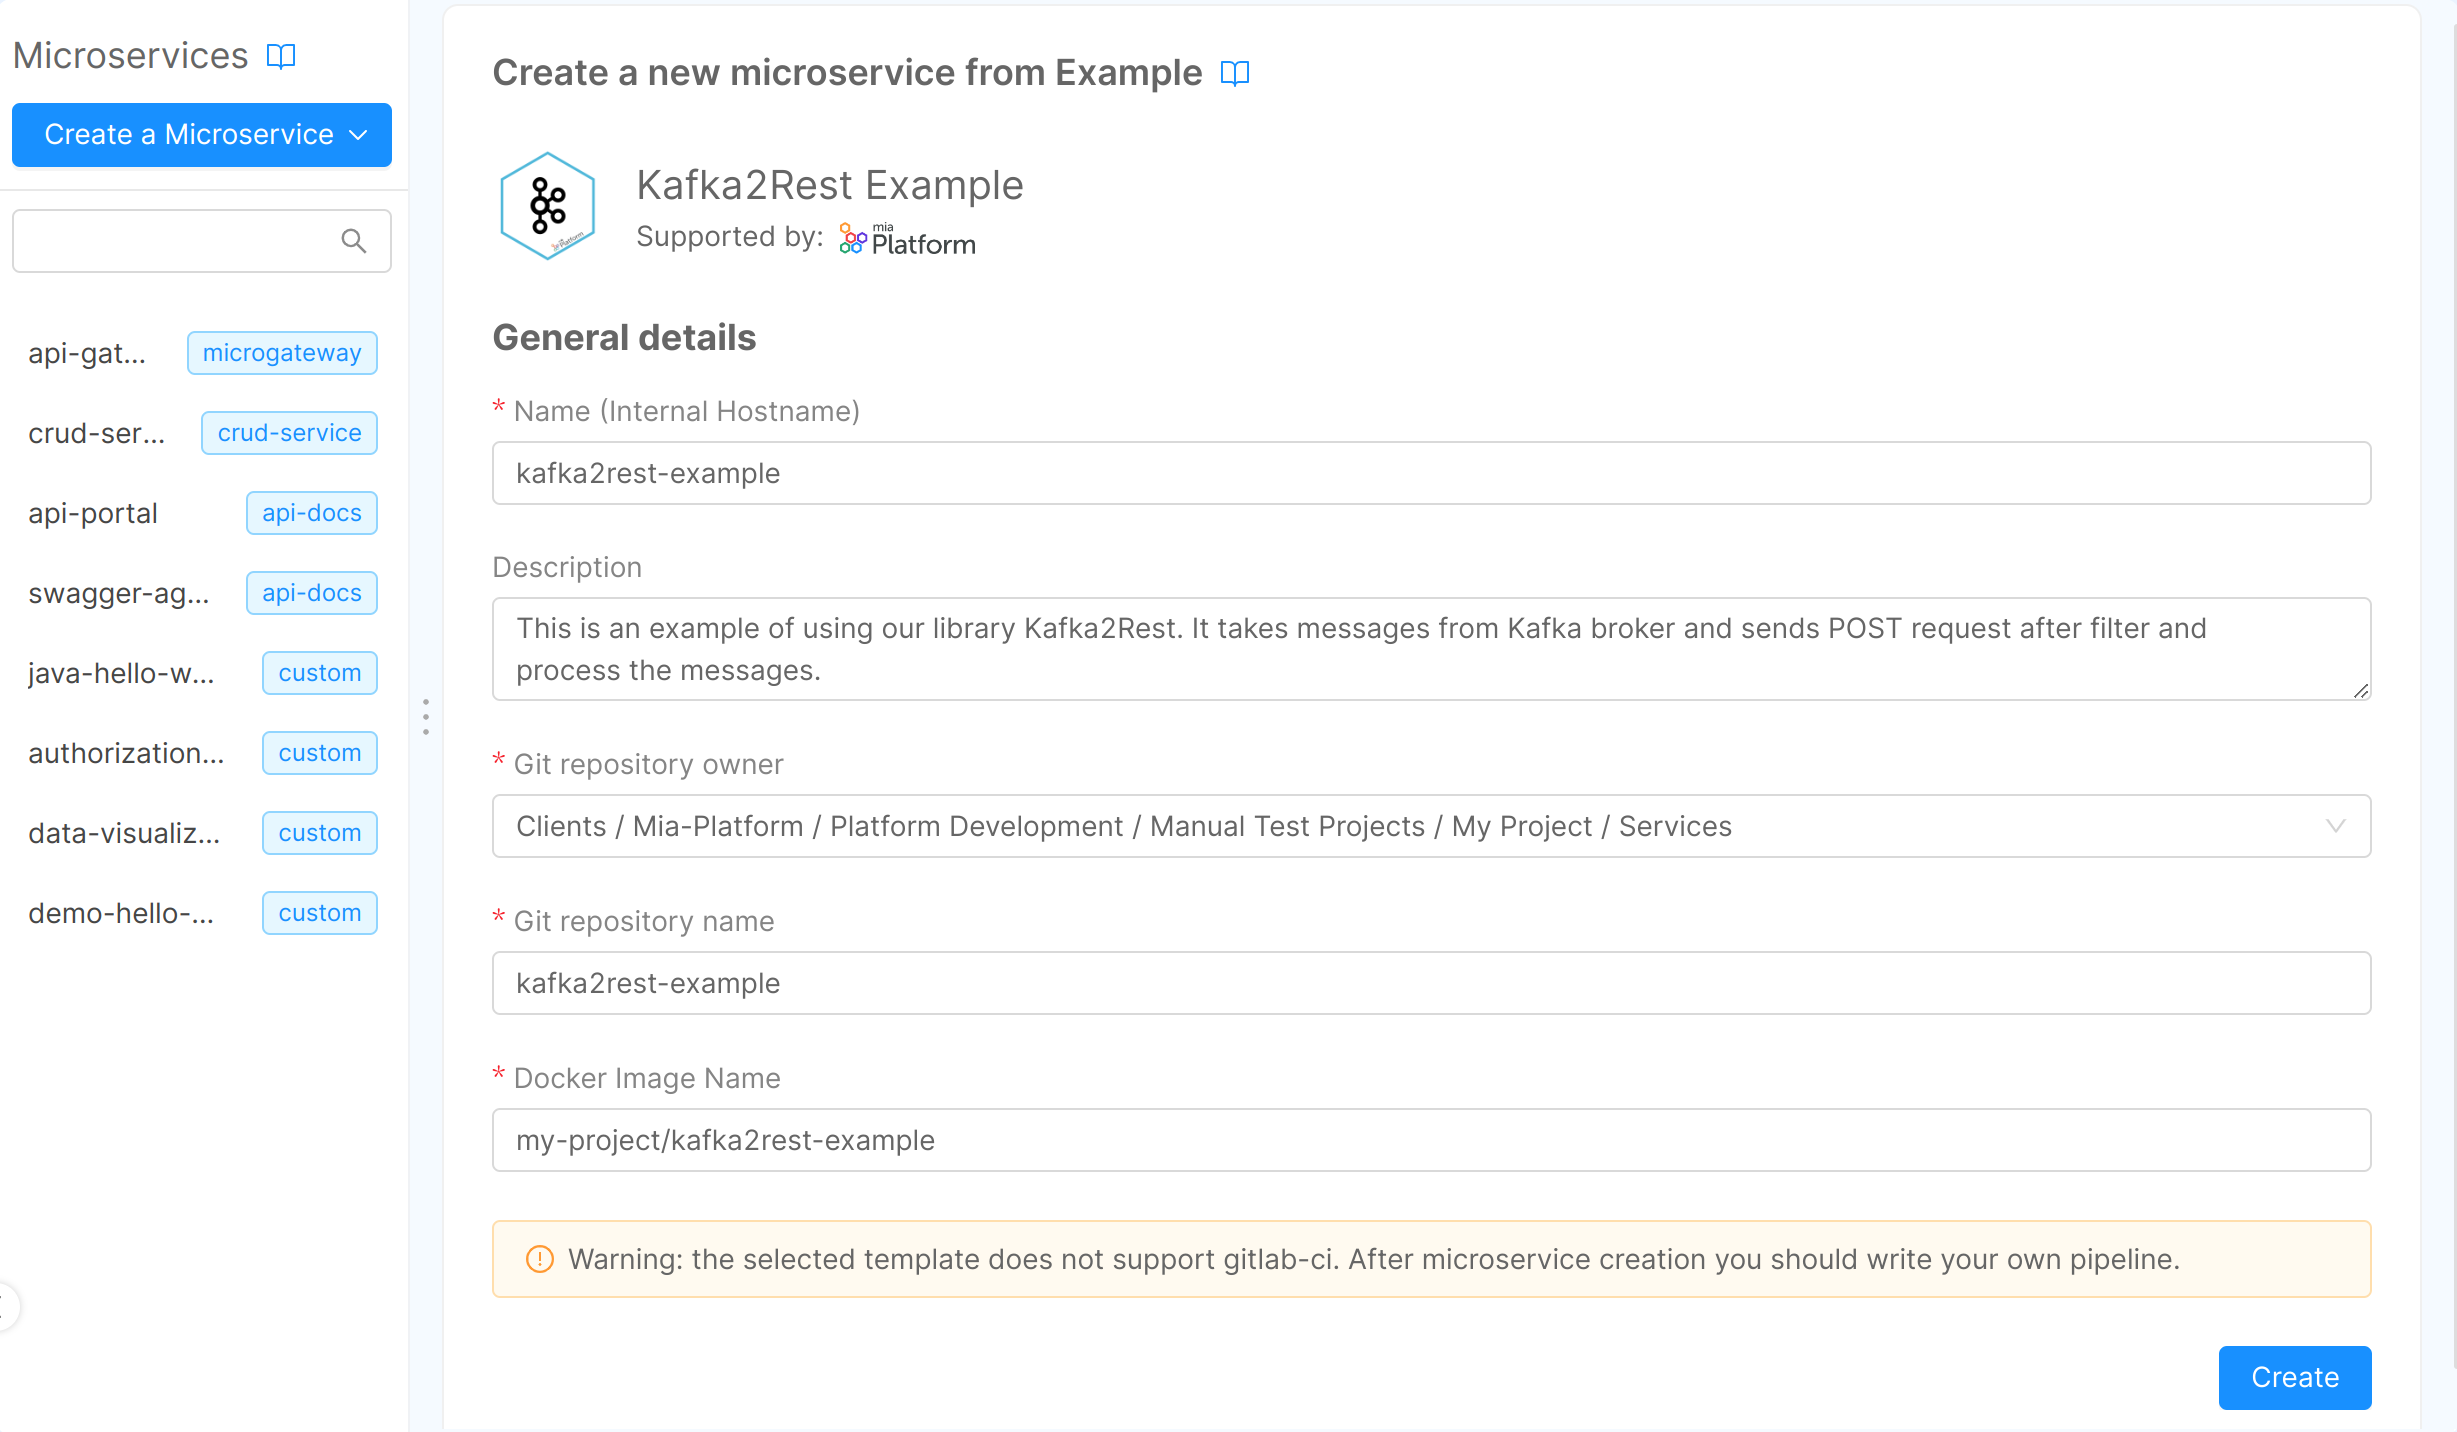 Microservices
Create a Microservice
api-gat... microgateway
crud-ser... crud-service
api-portal api-docs
swagger-ag... api-docs
java-hello-w... custom
authorization... custom
data-visualiz... custom
demo-hello-... custom
Create a new microservice from Example
Kafka2Rest Example
Supported by: mia Platform
General details
* Name (Internal Hostname)
kafka2rest-example
Description
This is an example of using our library Kafka2Rest. It takes messages from Kafka broker and sends POST request after filter and
process the messages.
* Git repository owner
Clients / Mia-Platform / Platform Development / Manual Test Projects / My Project / Services
* Git repository name
kafka2rest-example
* Docker Image Name
my-project/kafka2rest-example
Warning: the selected template does not support gitlab-ci. After microservice creation you should write your own pipeline.
Create